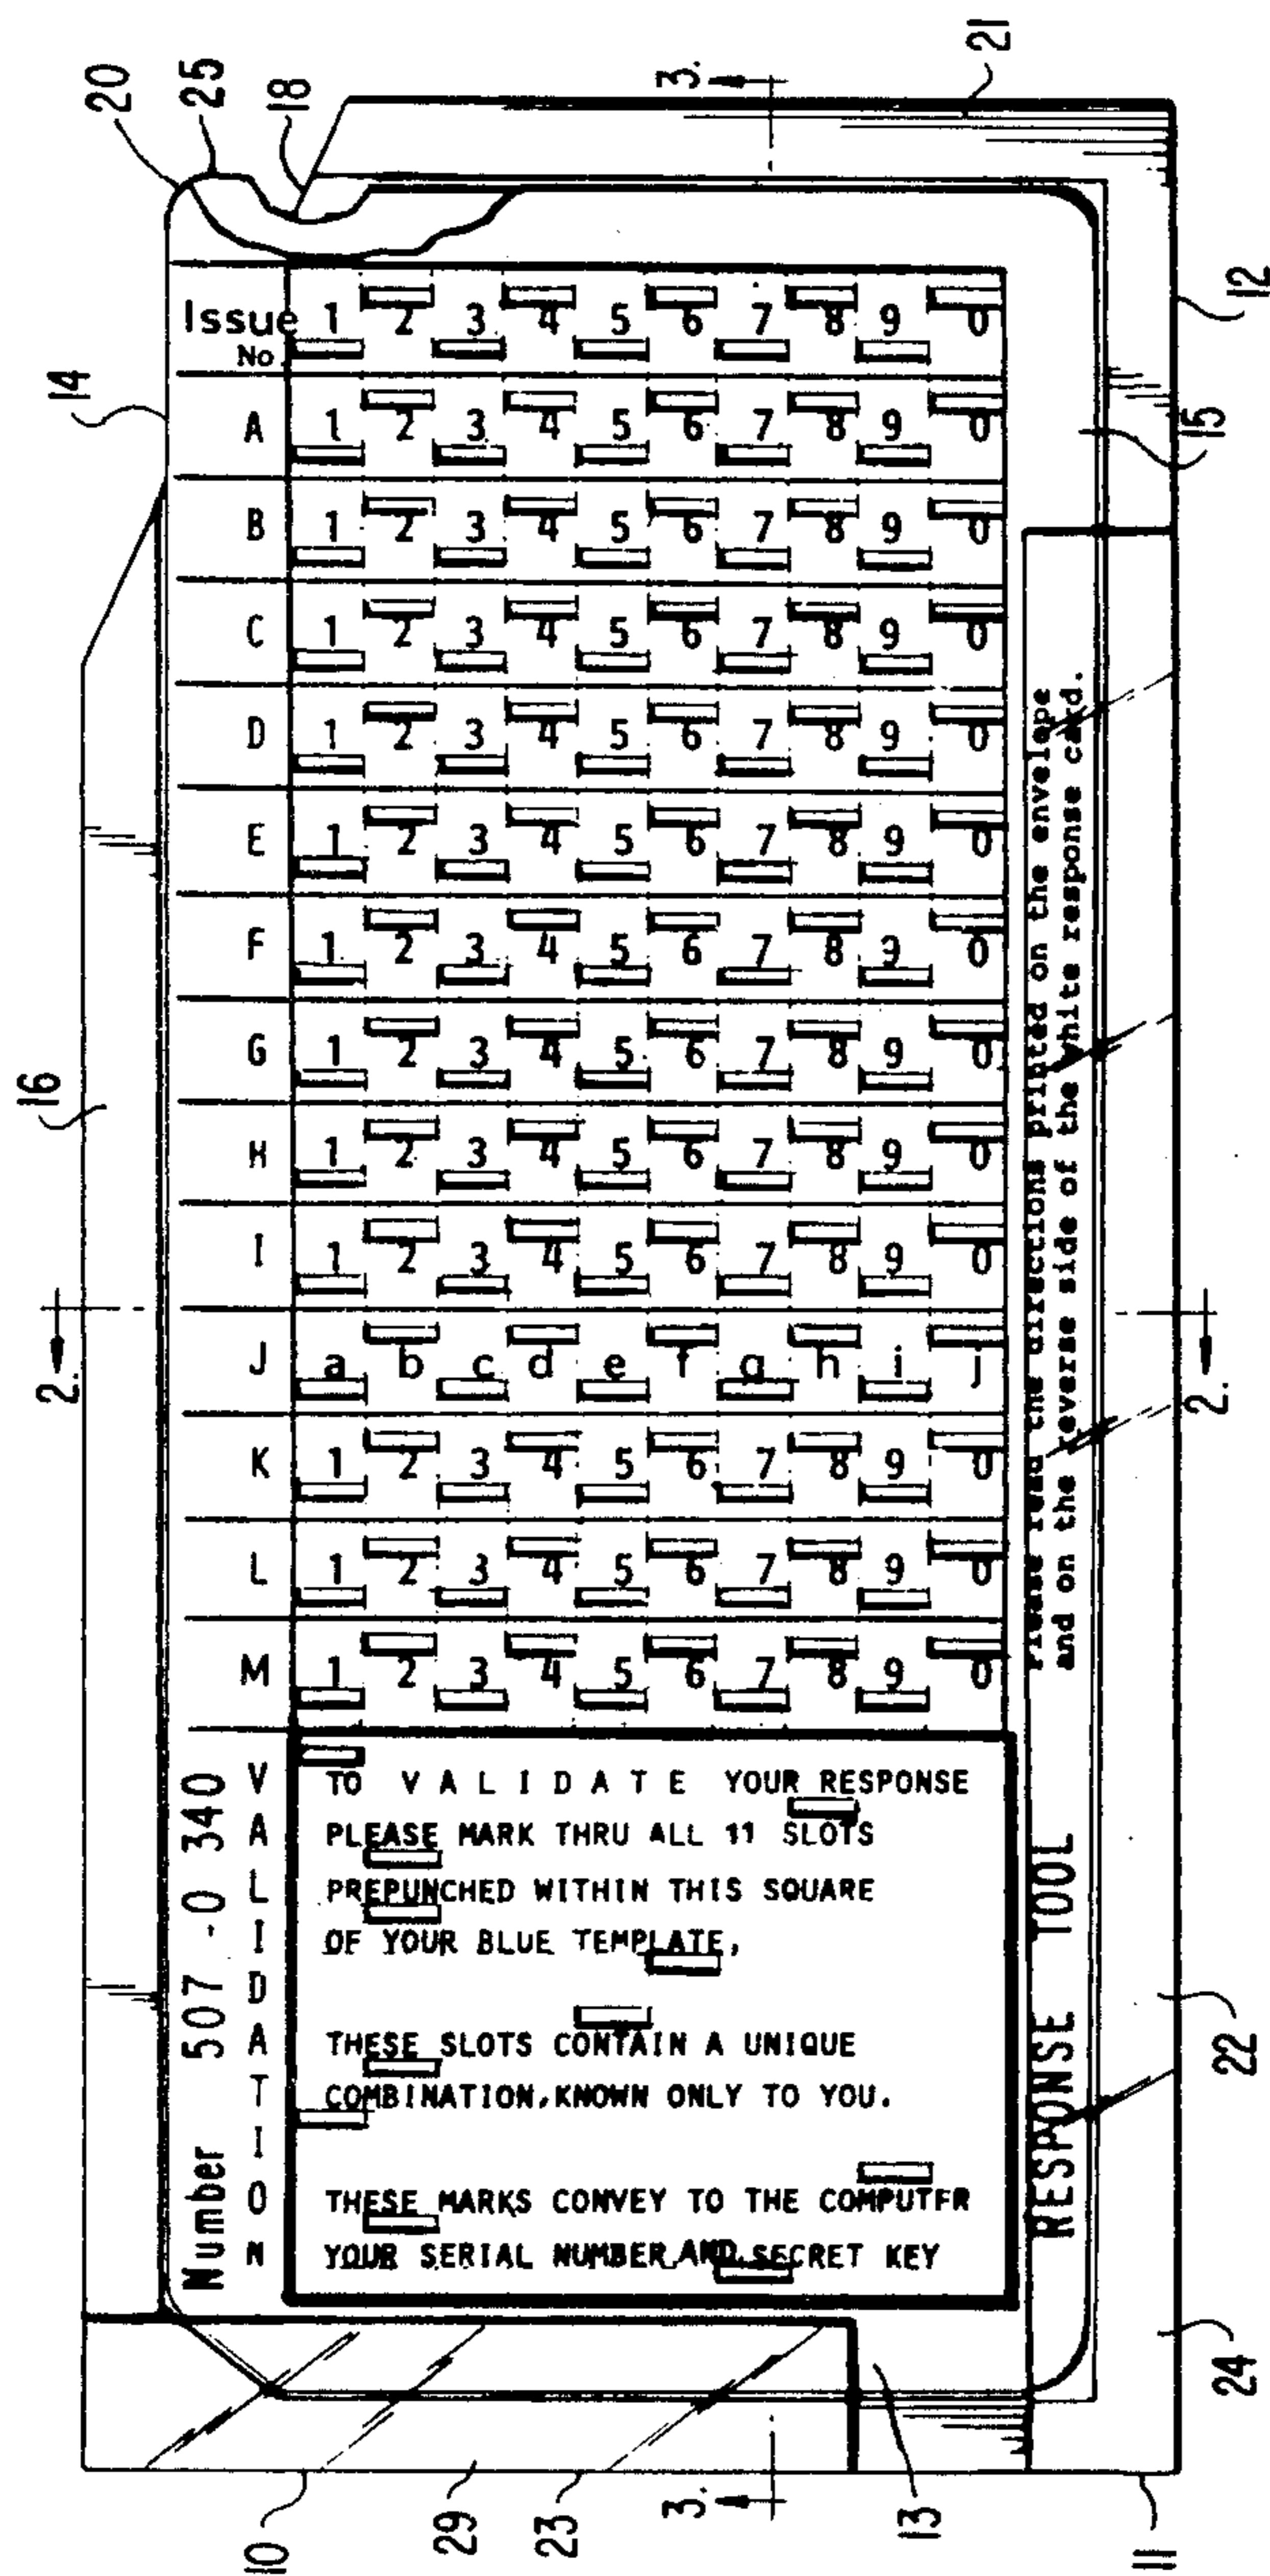 20
25
18
3.
21
14
Issue No 1 2 3 4 5 6 7 8 9 0
A 1 2 3 4 5 6 7 8 9 0
12
15
B 1 2 3 4 5 6 7 8 9 0
C 1 2 3 4 5 6 7 8 9 0
D 1 2 3 4 5 6 7 8 9 0
E 1 2 3 4 5 6 7 8 9 0
F 1 2 3 4 5 6 7 8 9 0
16
G 1 2 3 4 5 6 7 8 9 0
H 1 2 3 4 5 6 7 8 9 0
I 1 2 3 4 5 6 7 8 9 0
2.
J a b c d e f g h i j
2.
K 1 2 3 4 5 6 7 8 9 0
L 1 2 3 4 5 6 7 8 9 0
M 1 2 3 4 5 6 7 8 9 0
Please read the directions printed on the envelope
and on the reverse side of the white response card.
Number 507-0 340
VALIDATION
TO V A L I D A T E YOUR RESPONSE
PLEASE MARK THRU ALL 11 SLOTS
PREPUNCHED WITHIN THIS SQUARE
OF YOUR BLUE TEMPLATE,
THESE SLOTS CONTAIN A UNIQUE
COMBINATION, KNOWN ONLY TO YOU.
THESE MARKS CONVEY TO THE COMPUTFR
YOUR SERIAL NUMBER AND SECRET KEY
RESPONSE TOOL
22
24
10
29
23
3.
13
11